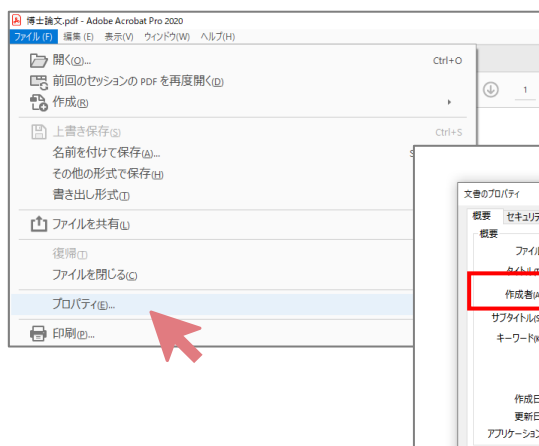 博士論文.pdf - Adobe Acrobat Pro 2020
ファイル(F) 編集(E) 表示(V) ウィンドウ(W) ヘルプ(H)
開く(O)... Ctrl+O
前回のセッションの PDF を再度開く(D)
作成(R)
1
上書き保存(S) Ctrl+S
名前を付けて保存(A)...
その他の形式で保存(H)
書き出し形式(T)
ファイルを共有(L)
復帰(T)
ファイルを閉じる(C)
プロパティ(E)...
印刷(P)...
文書のプロパティ
概要 セキュリテ
概要
ファイル
タイトル(T
作成者(A
サブタイトル(S
キーワード(K
作成日
更新日
アプリケーション